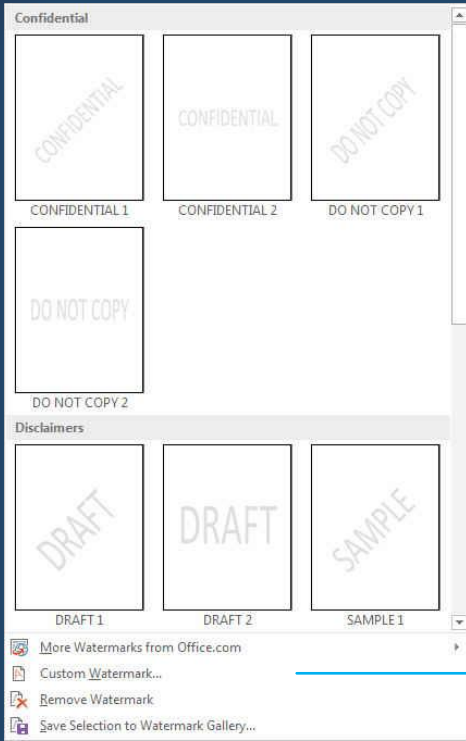 Confidential
CONFIDENTIAL CONFIDENTIAL DO NOT COPY
CONFIDENTIAL 1 CONFIDENTIAL 2 DO NOT COPY 1
DO NOT COPY
DO NOT COPY 2
Disclaimers
DRAFT DRAFT SAMPLE
DRAFT 1 DRAFT 2 SAMPLE 1
More Watermarks from Office.com
Custom Watermark...
Remove Watermark
Save Selection to Watermark Gallery...